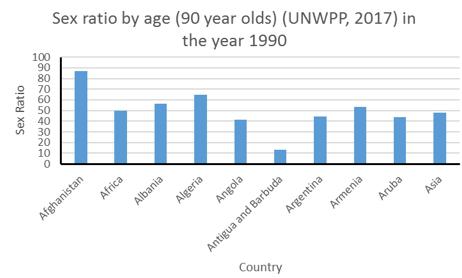 Sex ratio by age (90 year olds) (UNWPP, 2017) in
the year 1990
100
90
80
70
60
50
40
30
20
10
0
Sex Ratio
Afghanistan
Africa
Albania
Algeria
Angola
Antigua and Barbuda
Argentina
Armenia
Aruba
Asia
Country